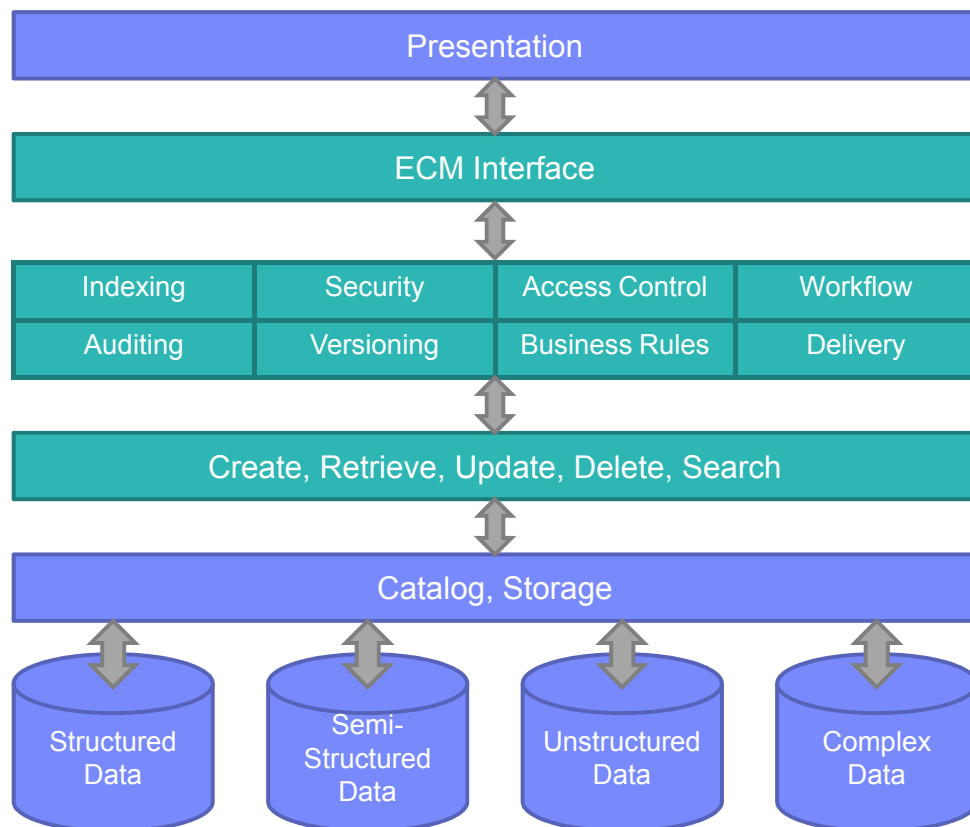 Presentation
ECM Interface
Indexing
Security
Access Control
Workflow
Auditing
Versioning
Business Rules
Delivery
Create, Retrieve, Update, Delete, Search
Catalog, Storage
Structured
Data
Semi-
Structured
Data
Unstructured
Data
Complex
Data